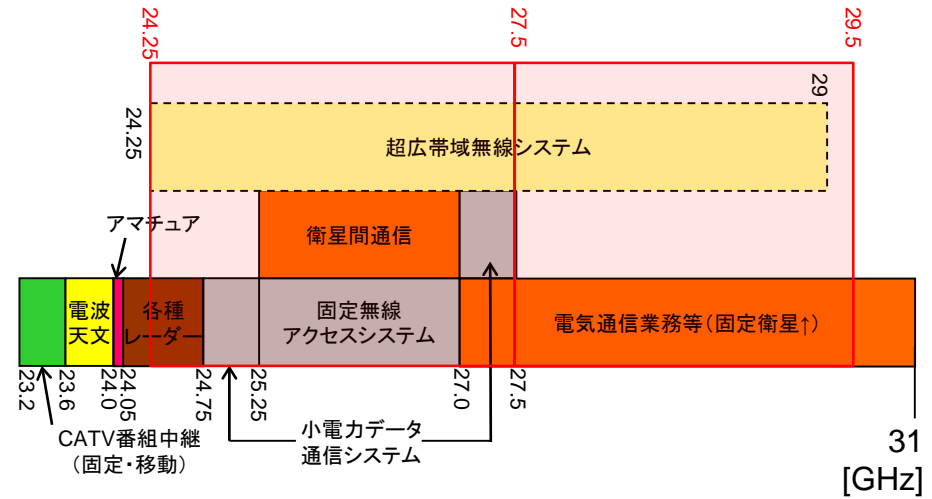 24.25
27.5
29.5
24.25
29
超広帯域無線システム
アマチュア
衛星間通信
電波
天文
各種
レーダー
固定無線
アクセスシステム
電気通信業務等(固定衛星↑)
23.2
23.6
24.0
24.05
24.75
25.25
27.0
27.5
CATV番組中継
(固定・移動)
小電力データ
通信システム
31
[GHz]